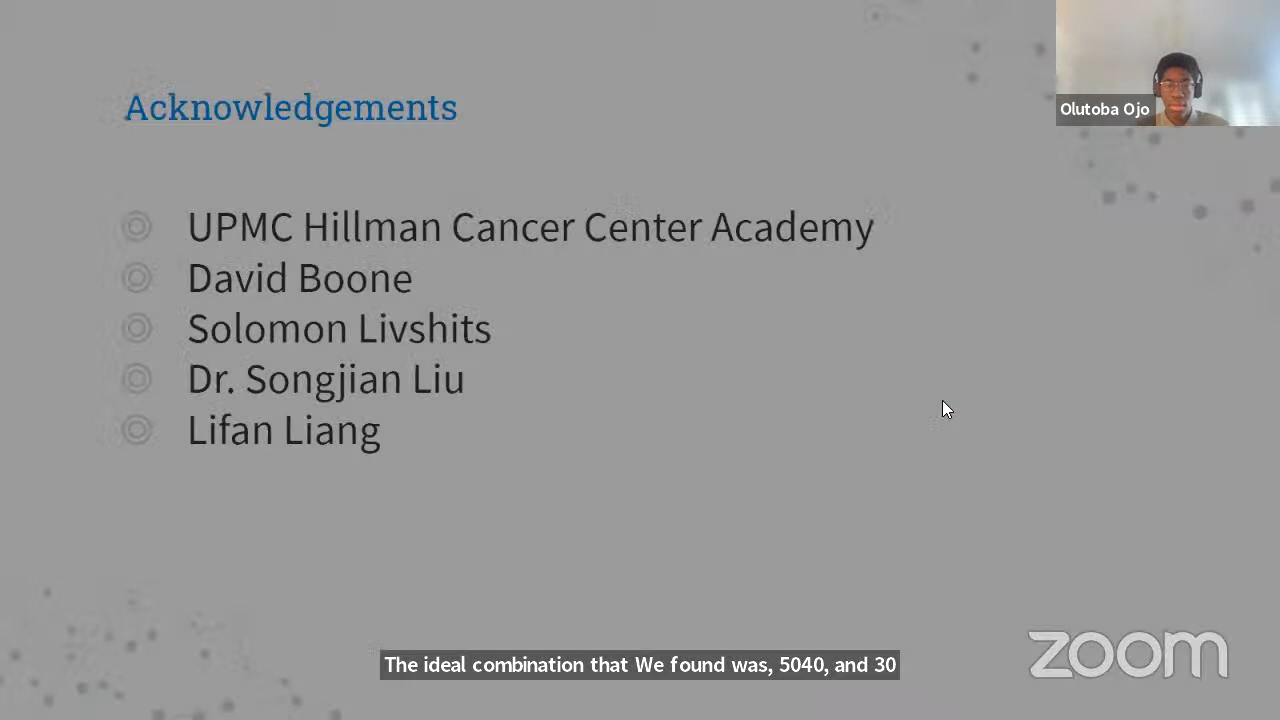 Acknowledgements
Olutoba Ojo
UPMC Hillman Cancer Center Academy
David Boone
Solomon Livshits
Dr. Songjian Liu
Lifan Liang
The ideal combination that We found was, 5040, and 30
zoom